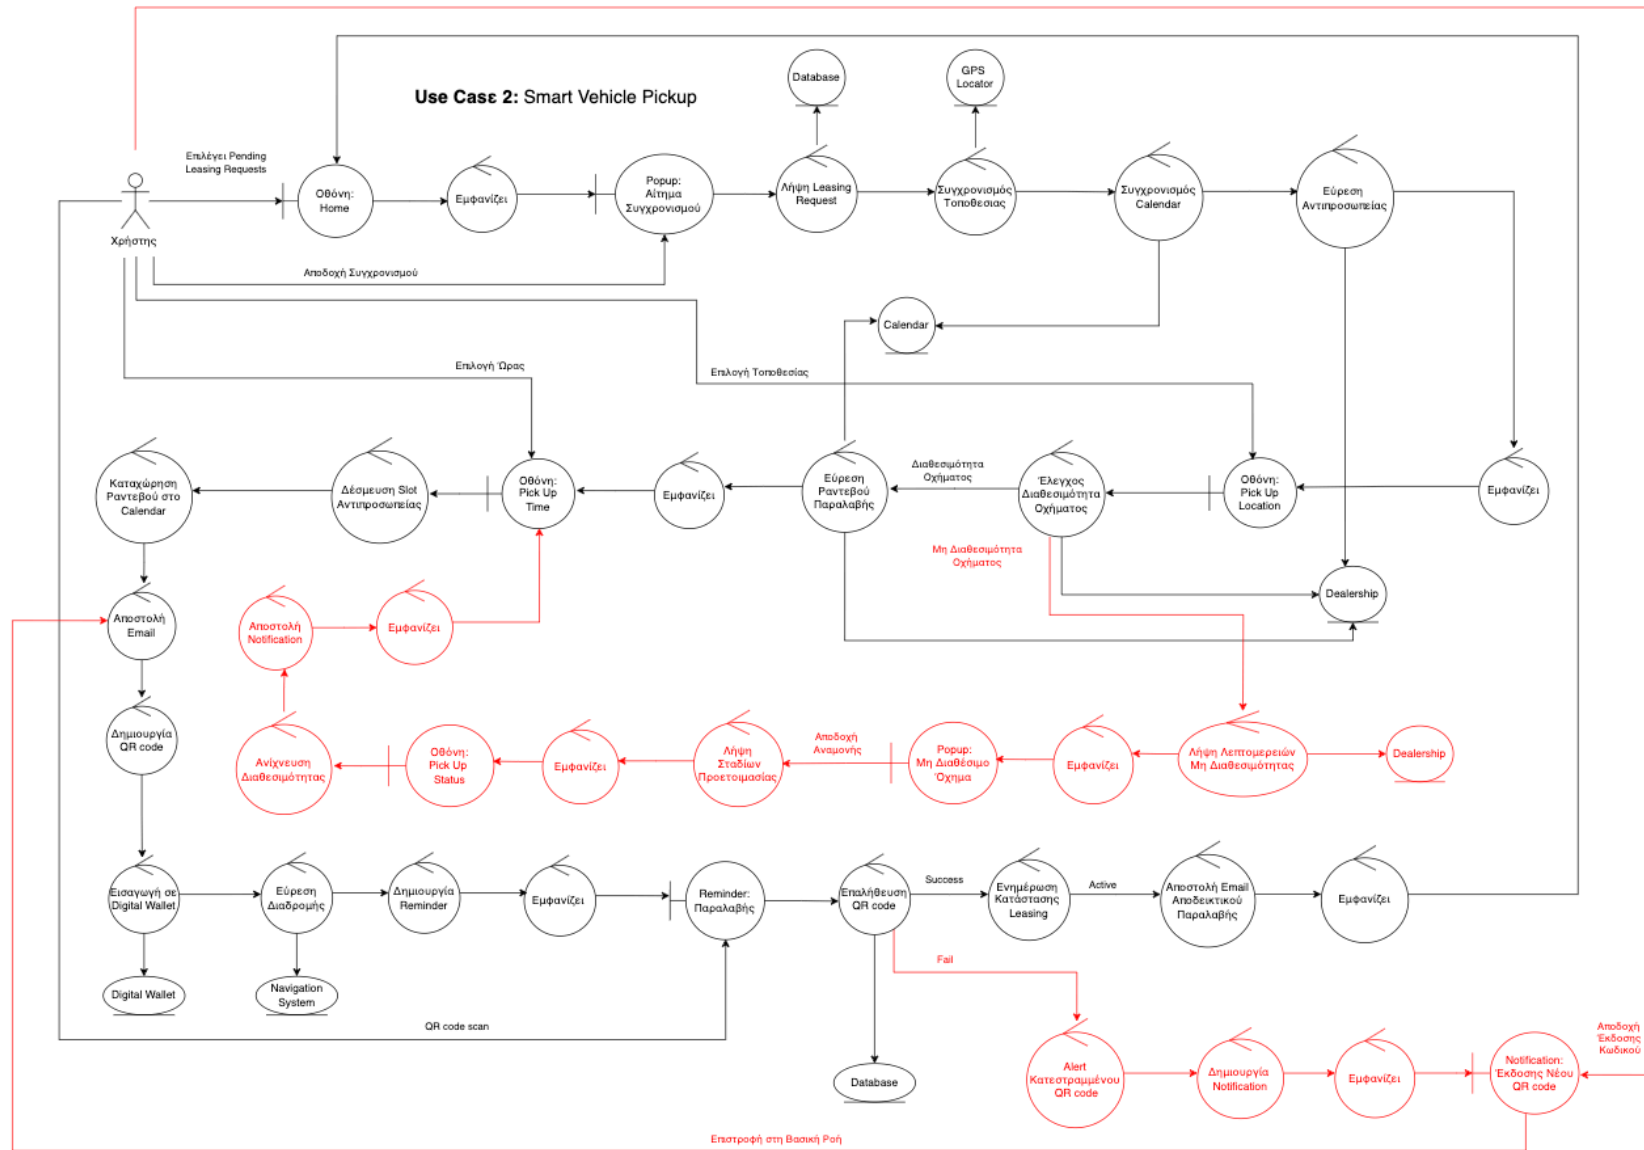 Use Casε 2: Smart Vehicle Pickup
Database
GPS
Locator
Επιλέγει Pending
Leasing Requests
Χρήστης
Οθόνη:
Home
Εμφανίζει
Popup:
Αίτημα
Συγχρονισμού
Λήψη Leasing
Request
Συγχρονισμός
Τοποθεσιας
Συγχρονισμός
Calendar
Εύρεση
Αντιπροσωπείας
Αποδοχή Συγχρονισμού
Calendar
Επιλογή Ώρας
Επιλογή Τοποθεσίας
Καταχώρηση
Ραντεβού στο
Calendar
Δέσμευση Slot
Αντιπροσωπείας
Οθόνη:
Pick Up
Time
Εμφανίζει
Εύρεση
Ραντεβού
Παραλαβής
Διαθεσιμότητα
Οχήματος
Έλεγχος
Διαθεσιμότητα
Οχήματος
Οθόνη:
Pick Up
Location
Εμφανίζει
Μη Διαθεσιμότητα
Οχήματος
Dealership
Αποστολή
Email
Αποστολή
Notification
Εμφανίζει
Δημιουργία
QR code
Ανίχνευση
Διαθεσιμότητας
Οθόνη:
Pick Up
Status
Εμφανίζει
Λήψη
Σταδίων
Προετοιμασίας
Αποδοχή
Αναμονής
Popup:
Μη Διαθέσιμο
Όχημα
Εμφανίζει
Λήψη Λεπτομερειών
Μη Διαθεσιμότητας
Dealership
Εισαγωγή σε
Digital Wallet
Εύρεση
Διαδρομής
Δημιουργία
Reminder
Εμφανίζει
Reminder:
Παραλαβής
Επαλήθευση
QR code
Success
Ενημέρωση
Κατάστασης
Leasing
Active
Αποστολή Email
Αποδεικτικού
Παραλαβής
Εμφανίζει
Digital Wallet
Navigation
System
Fail
QR code scan
Database
Alert
Κατεστραμμένου
QR code
Δημιουργία
Notification
Εμφανίζει
Notification:
Έκδοσης Νέου
QR code
Αποδοχή
Έκδοσης
Κωδικού
Επιστροφή στη Βασική Ροή